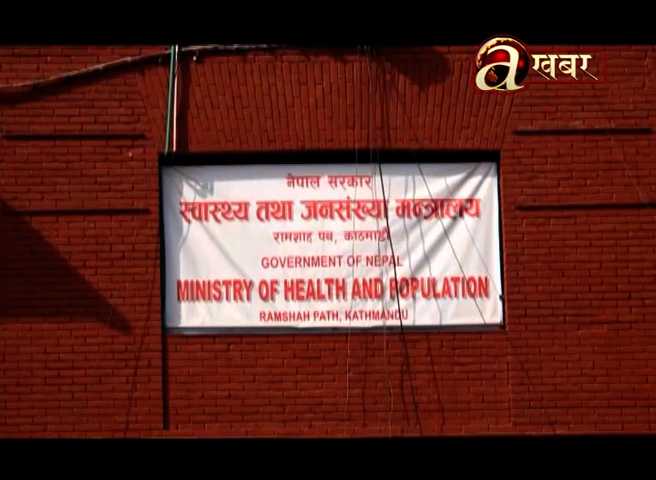 a खबर
नेपाल सरकार
स्वास्थ्य तथा जनसंख्या मन्त्रालय
रामशाह पथ, काठमाडौं
GOVERNMENT OF NEPAL
MINISTRY OF HEALTH AND POPULATION
RAMSHAH PATH, KATHMANDU